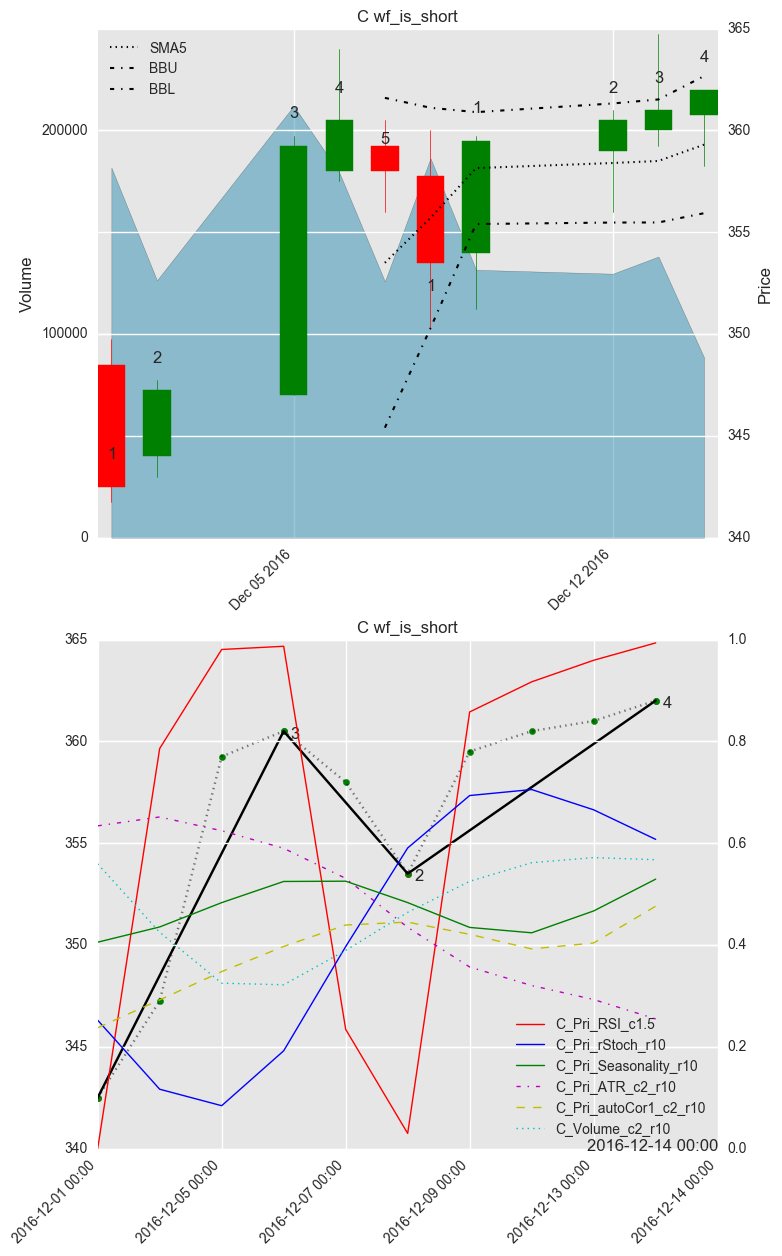 C wf_is_short
365
SMA5
BBU
BBL
4
3
2
4
1
3
200000
360
5
355
Volume
Price
1
100000
350
2
345
1
0
340
Dec 05 2016
Dec 12 2016
C wf_is_short
365
1.0
4
3
360
0.8
355
0.6
2
350
0.4
C_Pri_RSI_c1.5
C_Pri_rStoch_r10
345
0.2
C_Pri_Seasonality_r10
C_Pri_ATR_c2_r10
C_Pri_autoCor1_c2_r10
C_Volume_c2_r10
2016-12-14 00:00
340
0.0
2016-12-01 00:00
2016-12-05 00:00
2016-12-07 00:00
2016-12-09 00:00
2016-12-13 00:00
2016-12-14 00:00